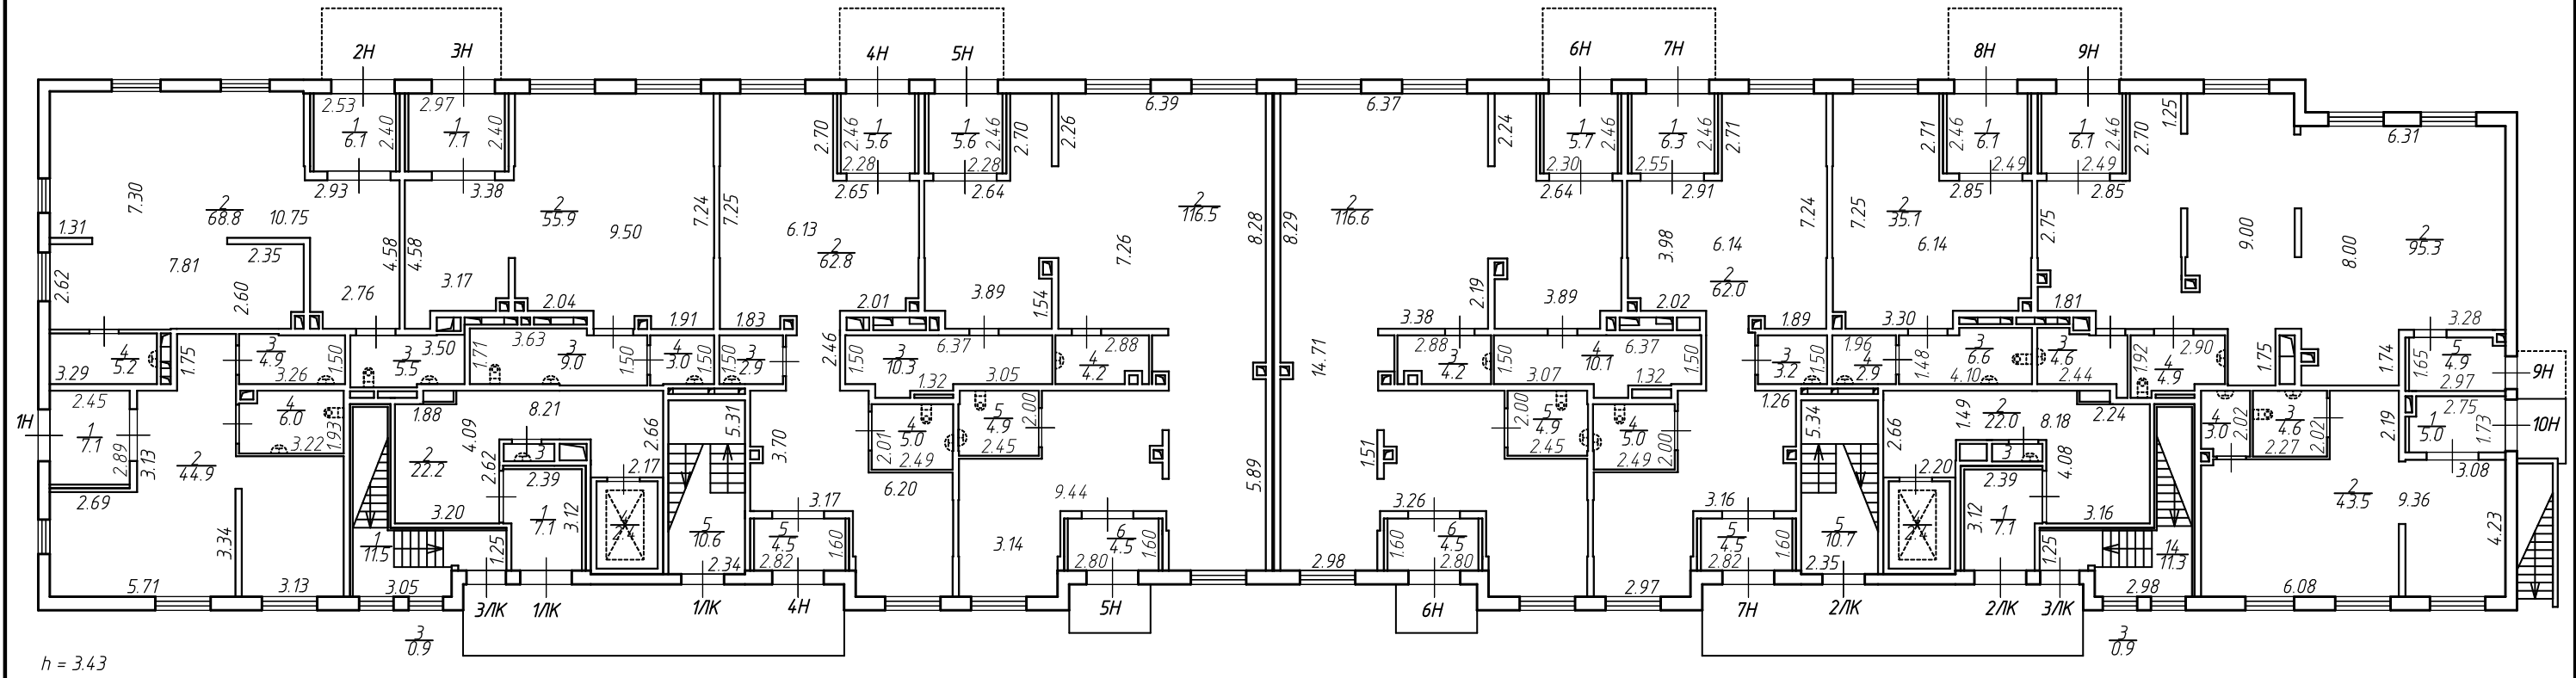 2Н 3Н 4Н 5Н 6Н 7Н 8Н 9Н
2.53 2.97 6.39 6.37 6.31
1/6.1 2.40 1/7.1 2.40 2.70 2.46 1/5.6 1/5.6 2.46 2.70 2.26 2.24 1/5.7 2.46 1/6.3 2.46 2.71 2.71 2.46 1/6.1 1/6.1 2.46 2.70 1.25
2.28 2.28 2.30 2.55 2.49 2.49
2.93 3.38 2.65 2.64 2.64 2.91 2.85 2.85
7.30 2/68.8 10.75 2/55.9 7.24 7.25 2/116.5 2/116.6 7.24 7.25 2/35.1
1.31 4.58 4.58 9.50 6.13 2/62.8 7.26 8.28 8.29 3.98 6.14 6.14 2.75 9.00 8.00 2/95.3
2.35
7.81 2.62 2.60 3.17 2/62.0
2.76 2.04 2.01 3.89 1.54 2.19 3.89 2.02 1.81
1.91 1.83 3.38 1.89 3.30 3.28
4/5.2 1.75 3/4.9 1.50 3/5.5 3.50 1.71 3.63 3/9.0 1.50 4/3.0 1.50 1.50 3/2.9 2.46 1.50 3/10.3 6.37 2.88 4/4.2 14.71 2.88 3/4.2 1.50 4/10.1 6.37 1.50 3/3.2 1.50 1.96 4/2.9 1.48 3/6.6 3/4.6 1.92 2.90 4/4.9 1.75 1.74 1.65 5/4.9
3.29 3.26 1.32 3.05 3.07 1.32 4.10 2.44 2.97 9Н
2.45 4/6.0 1.88 8.21 2.00 2.00 1.26 1.49 2/22.0 8.18 2.24 2.75
1Н 1/7.1 2.89 3.13 3.22 1.93 4.09 2.66 5.31 3.70 2.01 4/5.0 5/4.9 1.51 5/4.9 4/5.0 2.00 5.34 2.66 4/3.0 2.02 3/4.6 2.02 2.19 1/5.0 1.73 10Н
2.49 2.45 2.45 2.49 2.27
2/44.9 2/22.2 2.62 3 2.17 2.20 3 4.08 3.08
2.69 2.39 6.20 9.44 5.89 2.39 2/43.5 9.36
3.20 1/7.1 3.12 4/2.4 3.17 3.26 3.16 4/2.4 3.12 1/7.1 3.16
3.34 1/11.5 1.25 5/10.6 5/4.5 1.60 3.14 6/4.5 1.60 1.60 6/4.5 5/4.5 1.60 5/10.7 1.25 14/11.3 4.23
2.34 2.82 2.80 2.98 2.80 2.82 2.35
5.71 3.13 3.05 2.97 2.98 6.08
3ЛК 1ЛК 1ЛК 4Н 5Н 6Н 7Н 2ЛК 2ЛК 3ЛК
3/0.9 3/0.9
h = 3.43